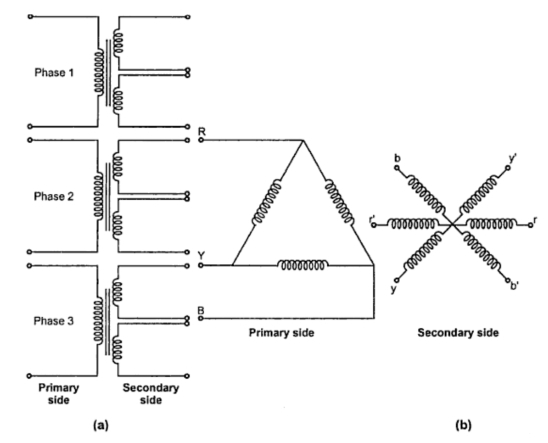 Phase 1
Phase 2
Phase 3
Primary side
Secondary side
(a)
R
Y
B
Primary side
b
y'
r'
r
y
b'
Secondary side
(b)